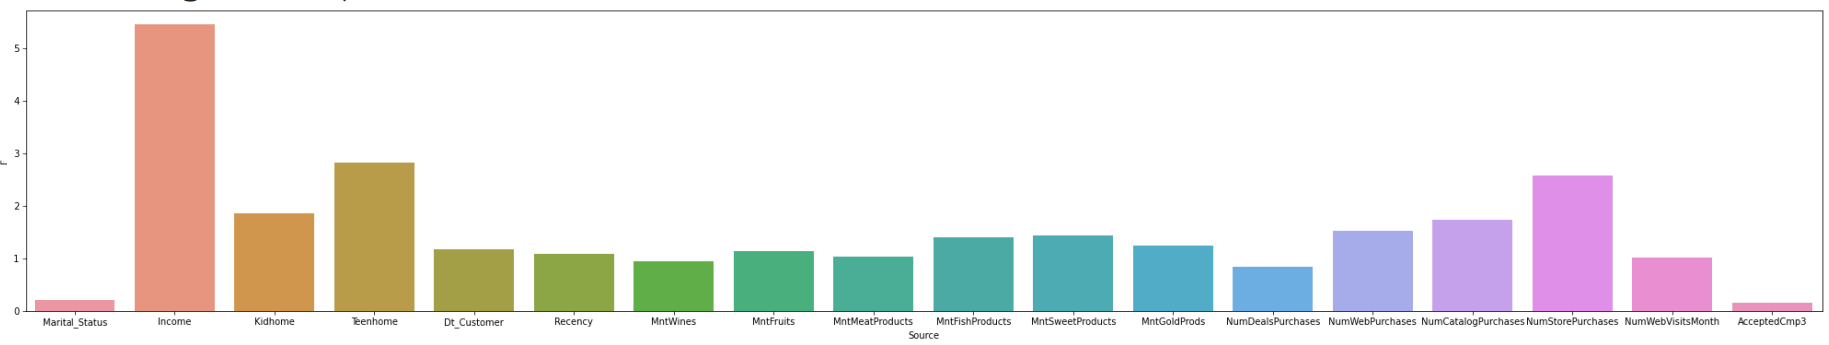 5
4
3
2
1
0
r
Marital_Status Income Kidhome Teenhome Dt_Customer Recency MntWines MntFruits MntMeatProducts MntFishProducts MntSweetProducts MntGoldProds NumDealsPurchases NumWebPurchases NumCatalogPurchases NumStorePurchases NumWebVisitsMonth AcceptedCmp3
Source